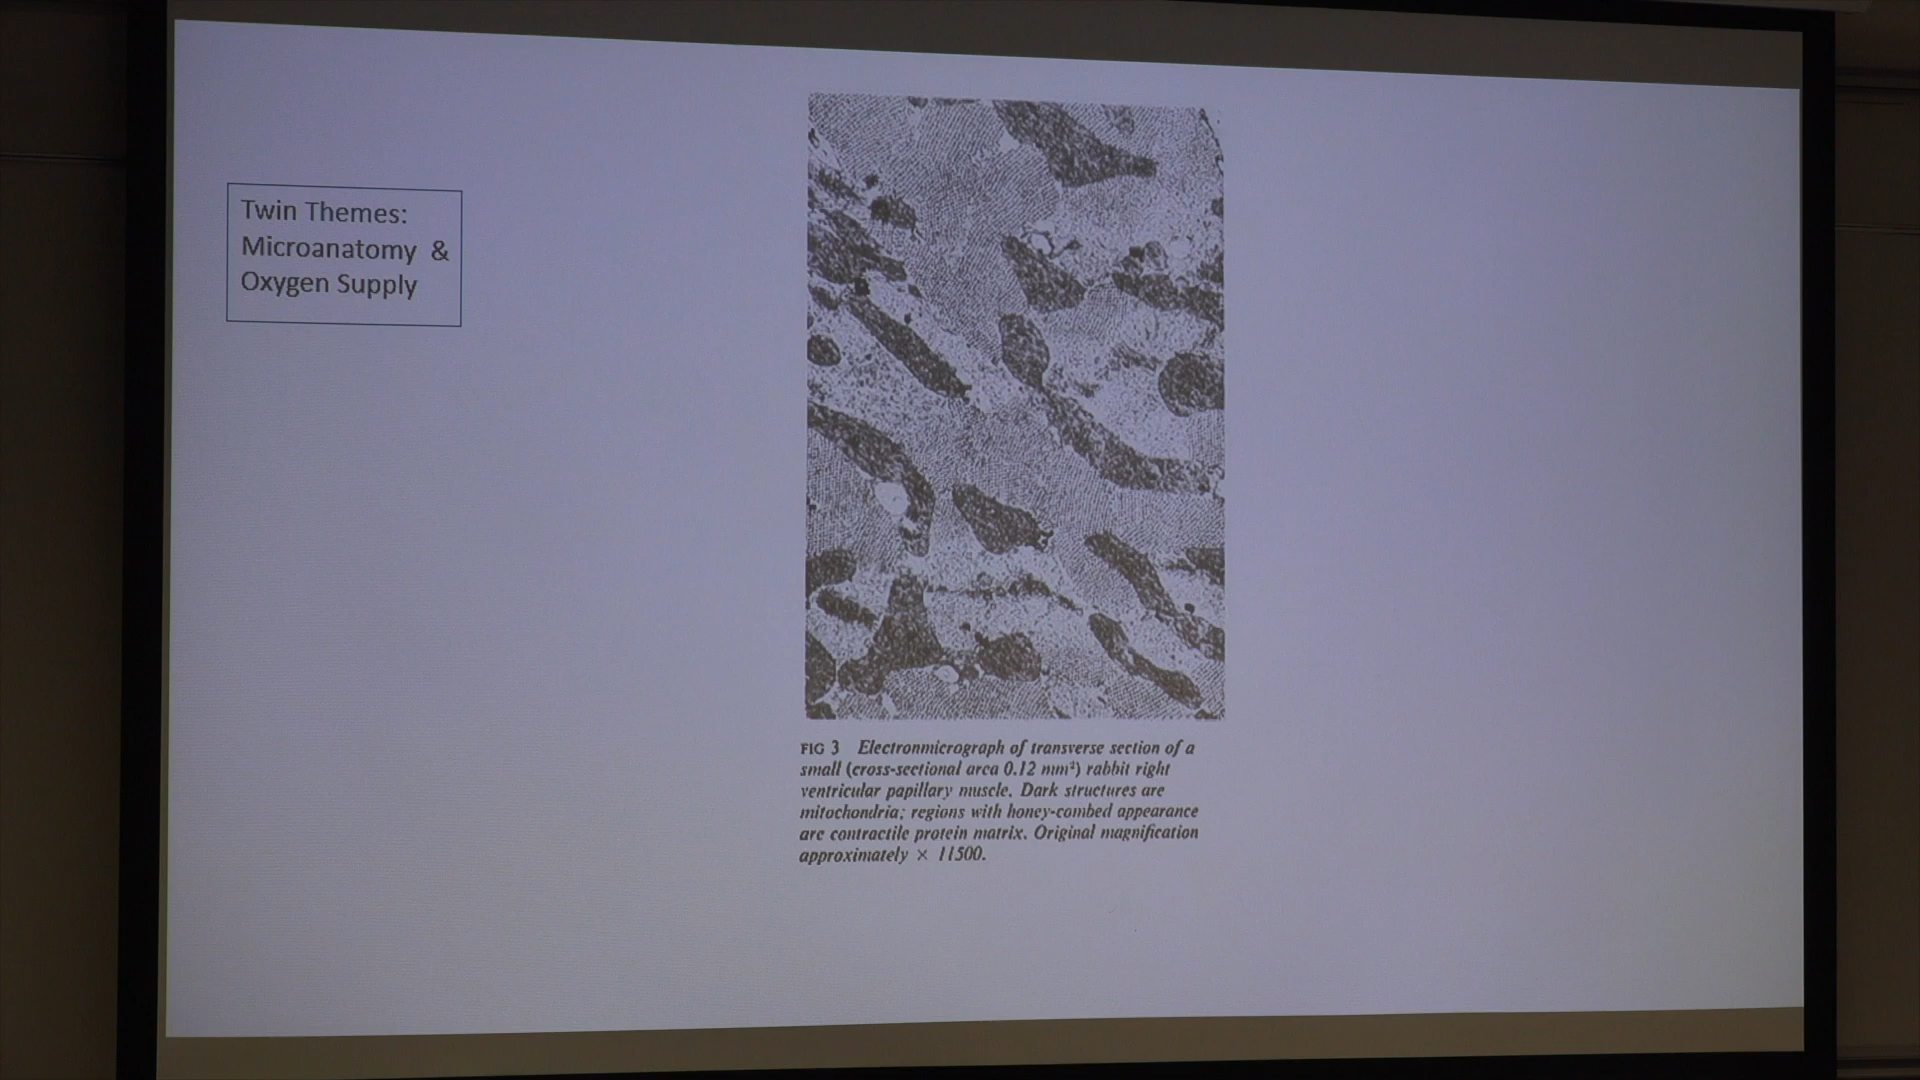 Twin Themes:
Microanatomy &
Oxygen Supply
FIG 3 Electronmicrograph of transverse section of a
small (cross-sectional area 0.12 mm²) rabbit right
ventricular papillary muscle. Dark structures are
mitochondria; regions with honey-combed appearance
are contractile protein matrix. Original magnification
approximately × 11500.